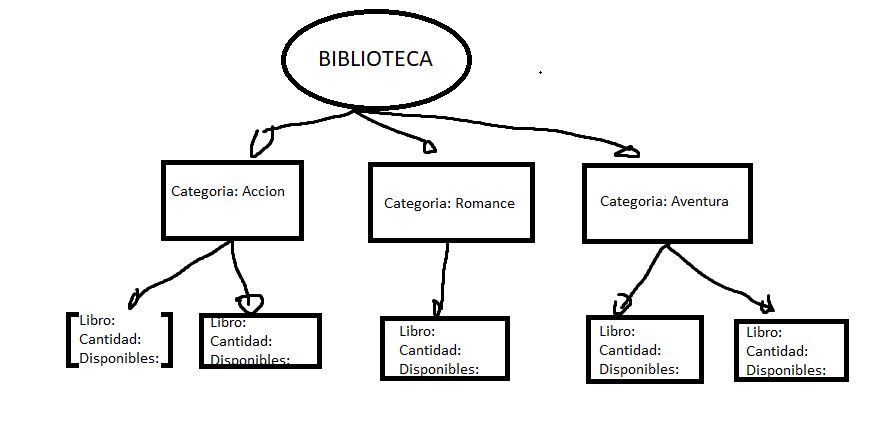 BIBLIOTECA
Categoria: Accion
Categoria: Romance
Categoria: Aventura
Libro:
Cantidad:
Disponibles:
Libro:
Cantidad:
Disponibles:
Libro:
Cantidad:
Disponibles:
Libro:
Cantidad:
Disponibles:
Libro:
Cantidad:
Disponibles: